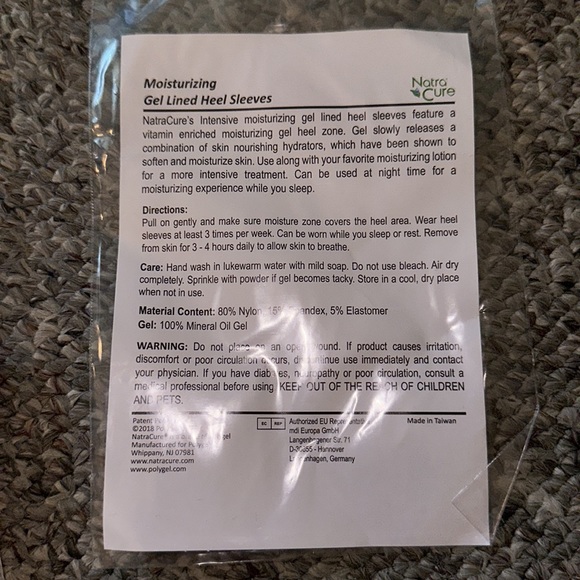 Moisturizing
Gel Lined Heel Sleeves
Natra
Cure
NatraCure's Intensive moisturizing gel lined heel sleeves feature a
vitamin enriched moisturizing gel heel zone. Gel slowly releases a
combination of skin nourishing hydrators, which have been shown to
soften and moisturize skin. Use along with your favorite moisturizing lotion
for a more intensive treatment. Can be used at night time for a
moisturizing experience while you sleep.
Directions:
Pull on gently and make sure moisture zone covers the heel area. Wear heel
sleeves at least 3 times per week. Can be worn while you sleep or rest. Remove
from skin for 3 - 4 hours daily to allow skin to breathe.
Care: Hand wash in lukewarm water with mild soap. Do not use bleach. Air dry
completely. Sprinkle with powder if gel becomes tacky. Store in a cool, dry place
when not in use.
Material Content: 80% Nylon, 15% Spandex, 5% Elastomer
Gel: 100% Mineral Oil Gel
WARNING: Do not place on an open wound. If product causes irritation,
discomfort or poor circulation occurs, discontinue use immediately and contact
your physician. If you have diabetes, neuropathy or poor circulation, consult a
medical professional before using. KEEP OUT OF THE REACH OF CHILDREN
AND PETS.
Patent
©2018
NatraCure® gel
Manufactured for
Whippany, NJ 07981
www.natracure.com
www.polygel.com
EC REP
Authorized EU Representative
mdi Europa GmbH
Langenhagener Str. 71
Hannover
Langenhagen, Germany
Made in Taiwan